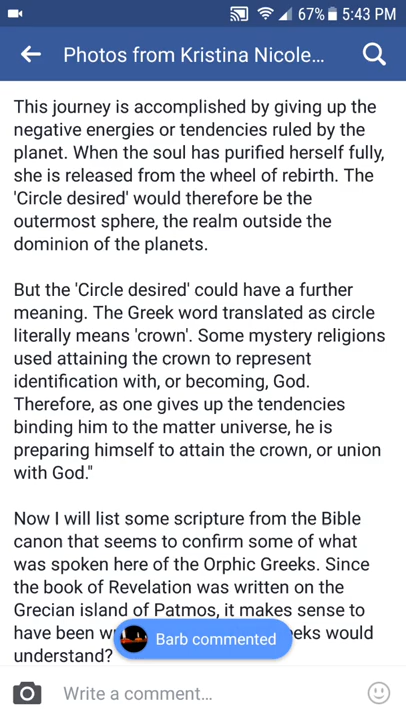 67% 5:43 PM
Photos from Kristina Nicole...
This journey is accomplished by giving up the
negative energies or tendencies ruled by the
planet. When the soul has purified herself fully,
she is released from the wheel of rebirth. The
'Circle desired' would therefore be the
outermost sphere, the realm outside the
dominion of the planets.
But the 'Circle desired' could have a further
meaning. The Greek word translated as circle
literally means 'crown'. Some mystery religions
used attaining the crown to represent
identification with, or becoming, God.
Therefore, as one gives up the tendencies
binding him to the matter universe, he is
preparing himself to attain the crown, or union
with God."
Now I will list some scripture from the Bible
canon that seems to confirm some of what
was spoken here of the Orphic Greeks. Since
the book of Revelation was written on the
Grecian island of Patmos, it makes sense to
have been would
Barb commented
understand?
Write a comment...